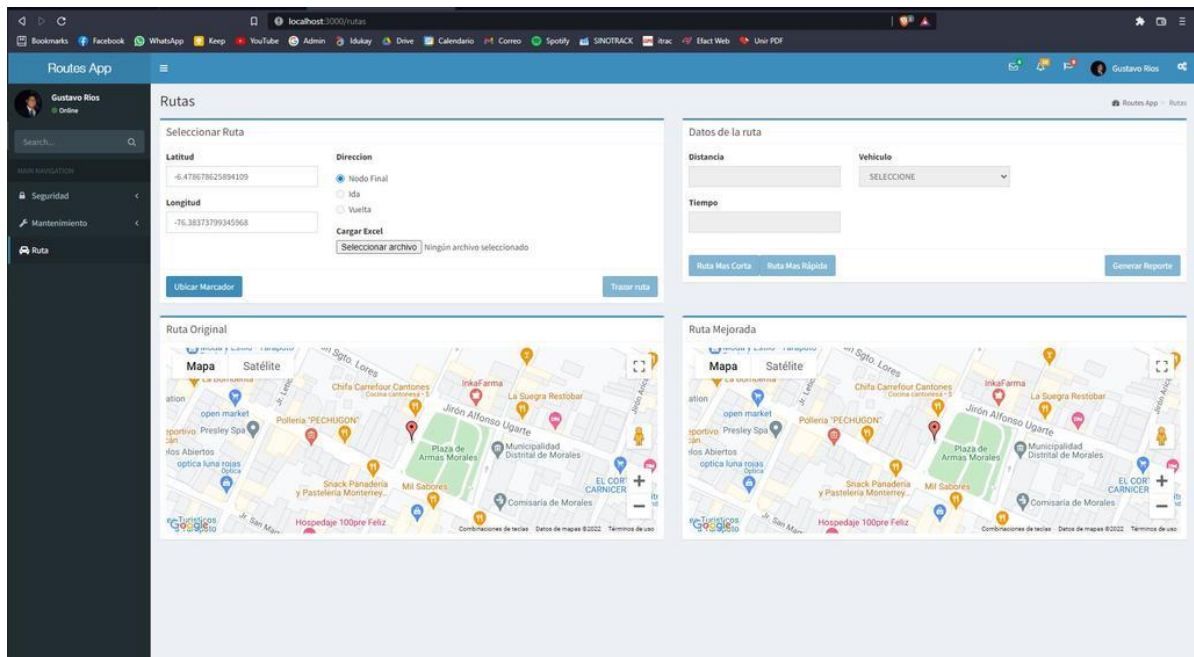 localhost:3000/rutas
Bookmarks Facebook WhatsApp Keep YouTube Admin Idukay Drive Calendario Correo Spotify SINOTRACK itrac Efact Web Unir PDF
Routes App
Gustavo Rios
Gustavo Rios
Online
Search...
MAIN NAVIGATION
Seguridad
Mantenimiento
Ruta
Rutas
Routes App Rutas
Seleccionar Ruta
Latitud
-6.478678625894109
Longitud
-76.38373799345968
Direccion
Nodo Final
Ida
Vuelta
Cargar Excel
Seleccionar archivo Ningún archivo seleccionado
Ubicar Marcador
Trazar ruta
Datos de la ruta
Distancia
Vehiculo
SELECCIONE
Tiempo
Ruta Mas Corta Ruta Mas Rápida
Generar Reporte
Ruta Original
Mapa Satélite
Sgto. Lores
Chifa Carrefour Cantones
InkaFarma
La Suegra Restobar
open market
Polleria "PECHUGON"
Jirón Alfonso Ugarte
Presley Spa
Plaza de
Armas Morales
Municipalidad
Distrital de Morales
optica luna rojas
Optica
Snack Panaderia
y Pasteleria Monterrey...
Mil Sabores
EL COR
CARNICER
Comisaria de Morales
Jr. San
Hospedaje 100pre Feliz
Google
Combinaciones de teclas Datos de mapas ©2022 Términos de uso
Ruta Mejorada
Mapa Satélite
Sgto. Lores
Chifa Carrefour Cantones
InkaFarma
La Suegra Restobar
open market
Polleria "PECHUGON"
Jirón Alfonso Ugarte
Presley Spa
Plaza de
Armas Morales
Municipalidad
Distrital de Morales
optica luna rojas
Optica
Snack Panaderia
y Pasteleria Monterrey...
Mil Sabores
EL COR
CARNICER
Comisaria de Morales
Jr. San
Hospedaje 100pre Feliz
Google
Combinaciones de teclas Datos de mapas ©2022 Términos de uso